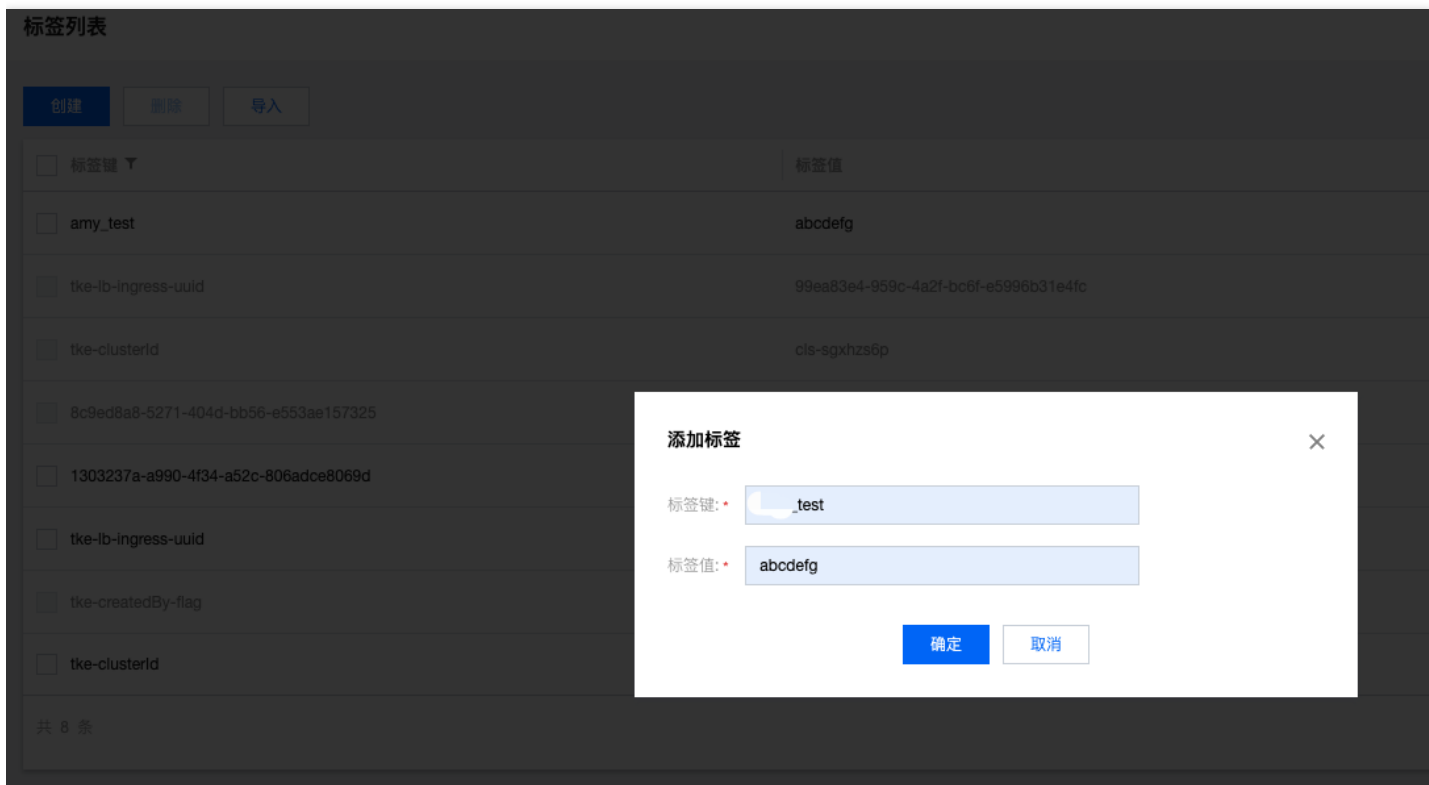 标签列表
创建 删除 导入
标签键 标签值
amy_test abcdefg
tke-lb-ingress-uuid 99ea83e4-959c-4a2f-bc6f-e5996b31e4fc
tke-clusterId cls-sgxhzs6p
8c9ed8a8-5271-404d-bb56-e553ae157325
1303237a-a990-4f34-a52c-806adce8069d
tke-lb-ingress-uuid
tke-createdBy-flag
tke-clusterId
共 8 条
添加标签
标签键: * _test
标签值: * abcdefg
确定 取消